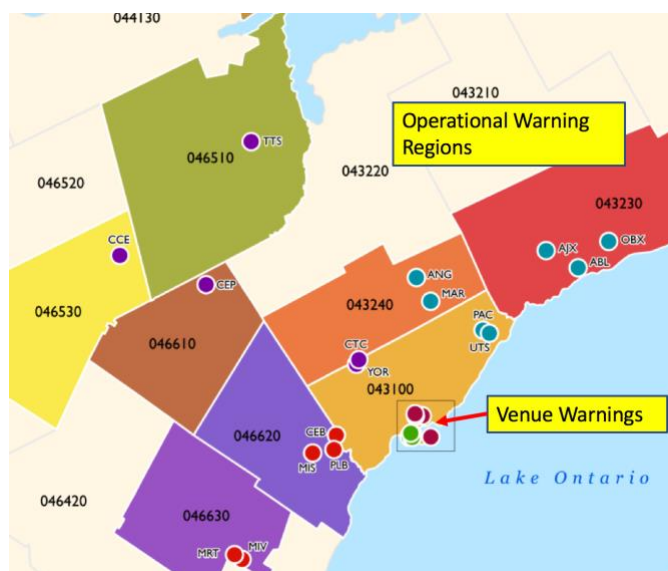 044130
043210
Operational Warning
Regions
TTS
046510
043220
046520
043230
CCE
AJX
OBX
ABL
ANG
CEP
MAR
046530
043240
PAC
046610
UTS
CTC
YOR
043100
Venue Warnings
CEB
046620
MIS
PLB
Lake Ontario
046420
046630
MRT
MIV